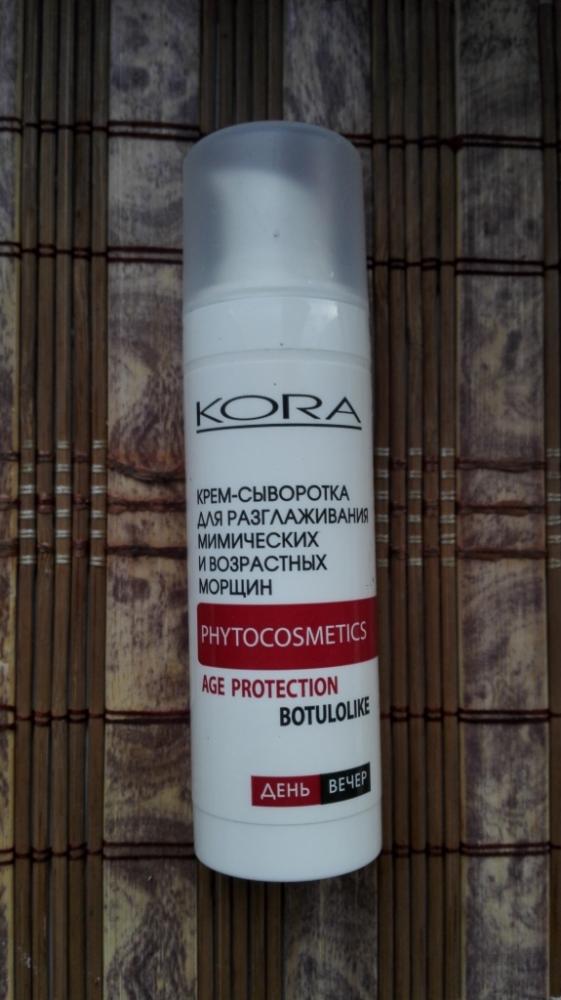 KORA
КРЕМ-СЫВОРОТКА
ДЛЯ РАЗГЛАЖИВАНИЯ
МИМИЧЕСКИХ
И ВОЗРАСТНЫХ
МОРЩИН
PHYTOCOSMETICS
AGE PROTECTION
BOTULOLIKE
ДЕНЬ ВЕЧЕР